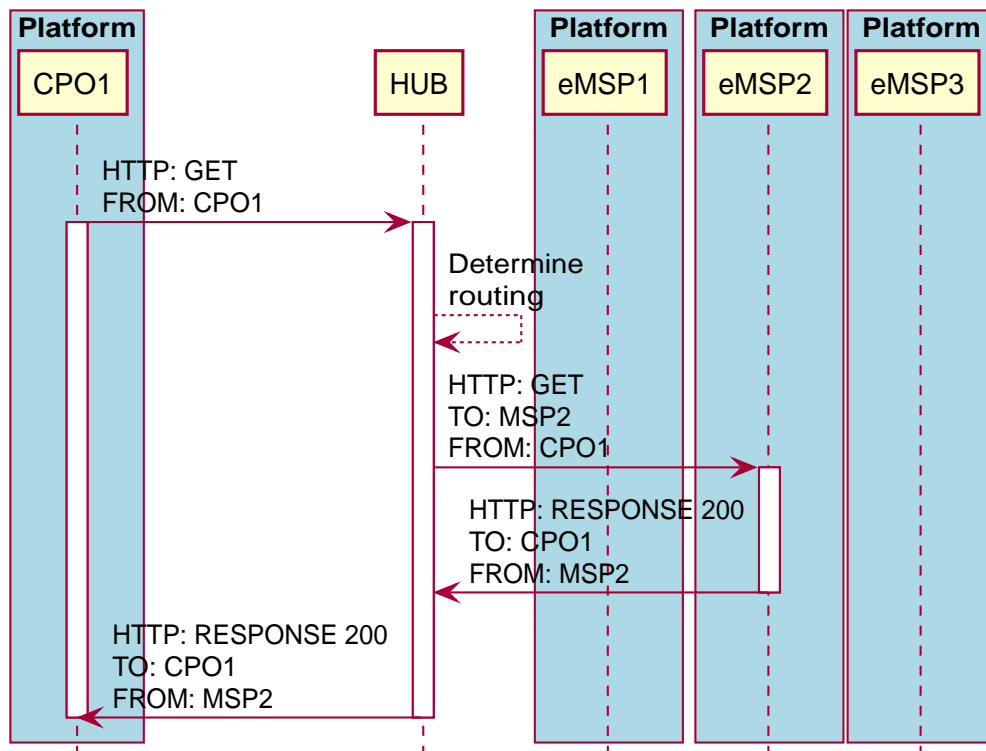 Platform
Platform
Platform
Platform
CPO1
HUB
eMSP1
eMSP2
eMSP3
HTTP: GET
FROM: CPO1
Determine
routing
HTTP: GET
TO: MSP2
FROM: CPO1
HTTP: RESPONSE 200
TO: CPO1
FROM: MSP2
HTTP: RESPONSE 200
TO: CPO1
FROM: MSP2